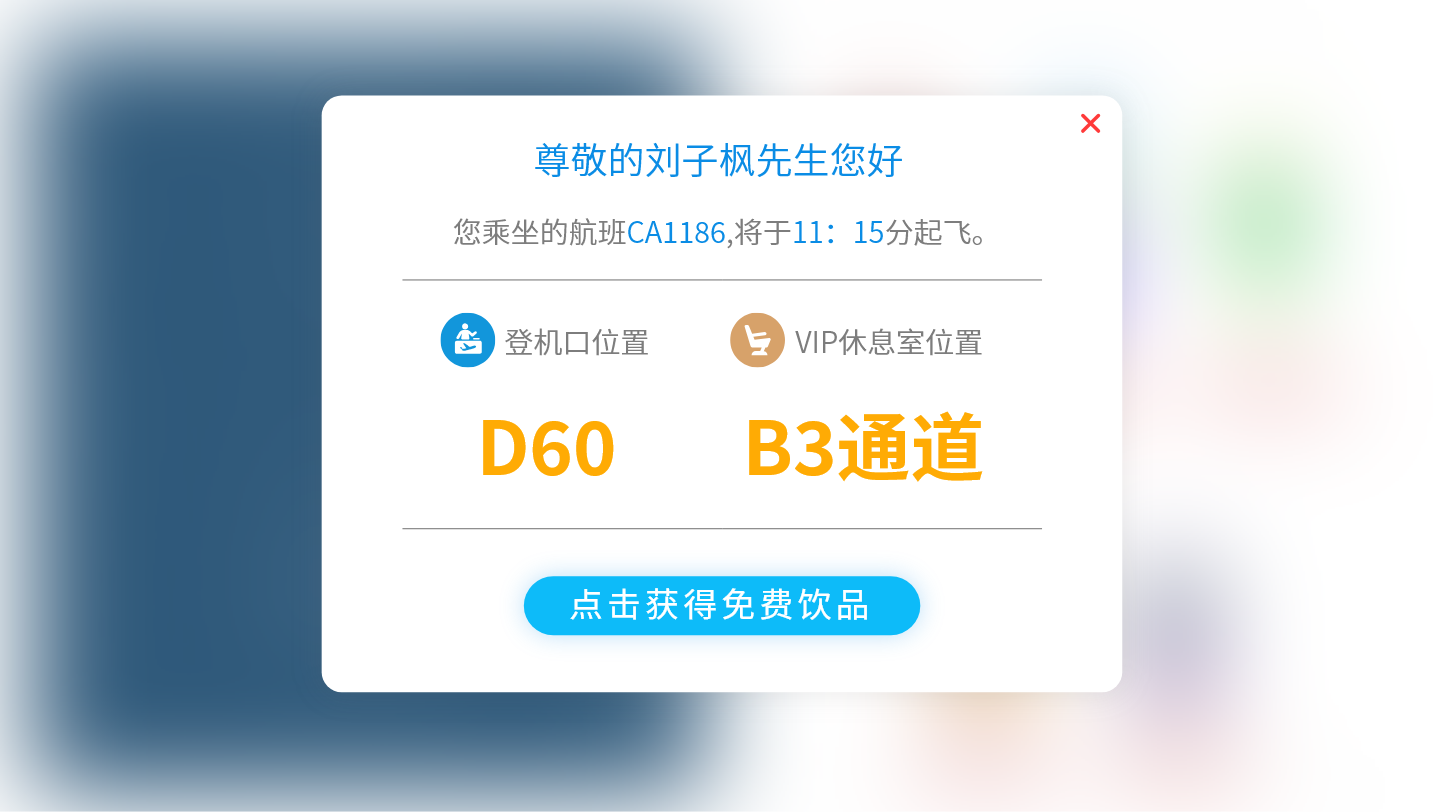 尊敬的刘子枫先生您好
您乘坐的航班CA1186,将于11：15分起飞。
登机口位置
VIP休息室位置
D60
B3通道
点击获得免费饮品